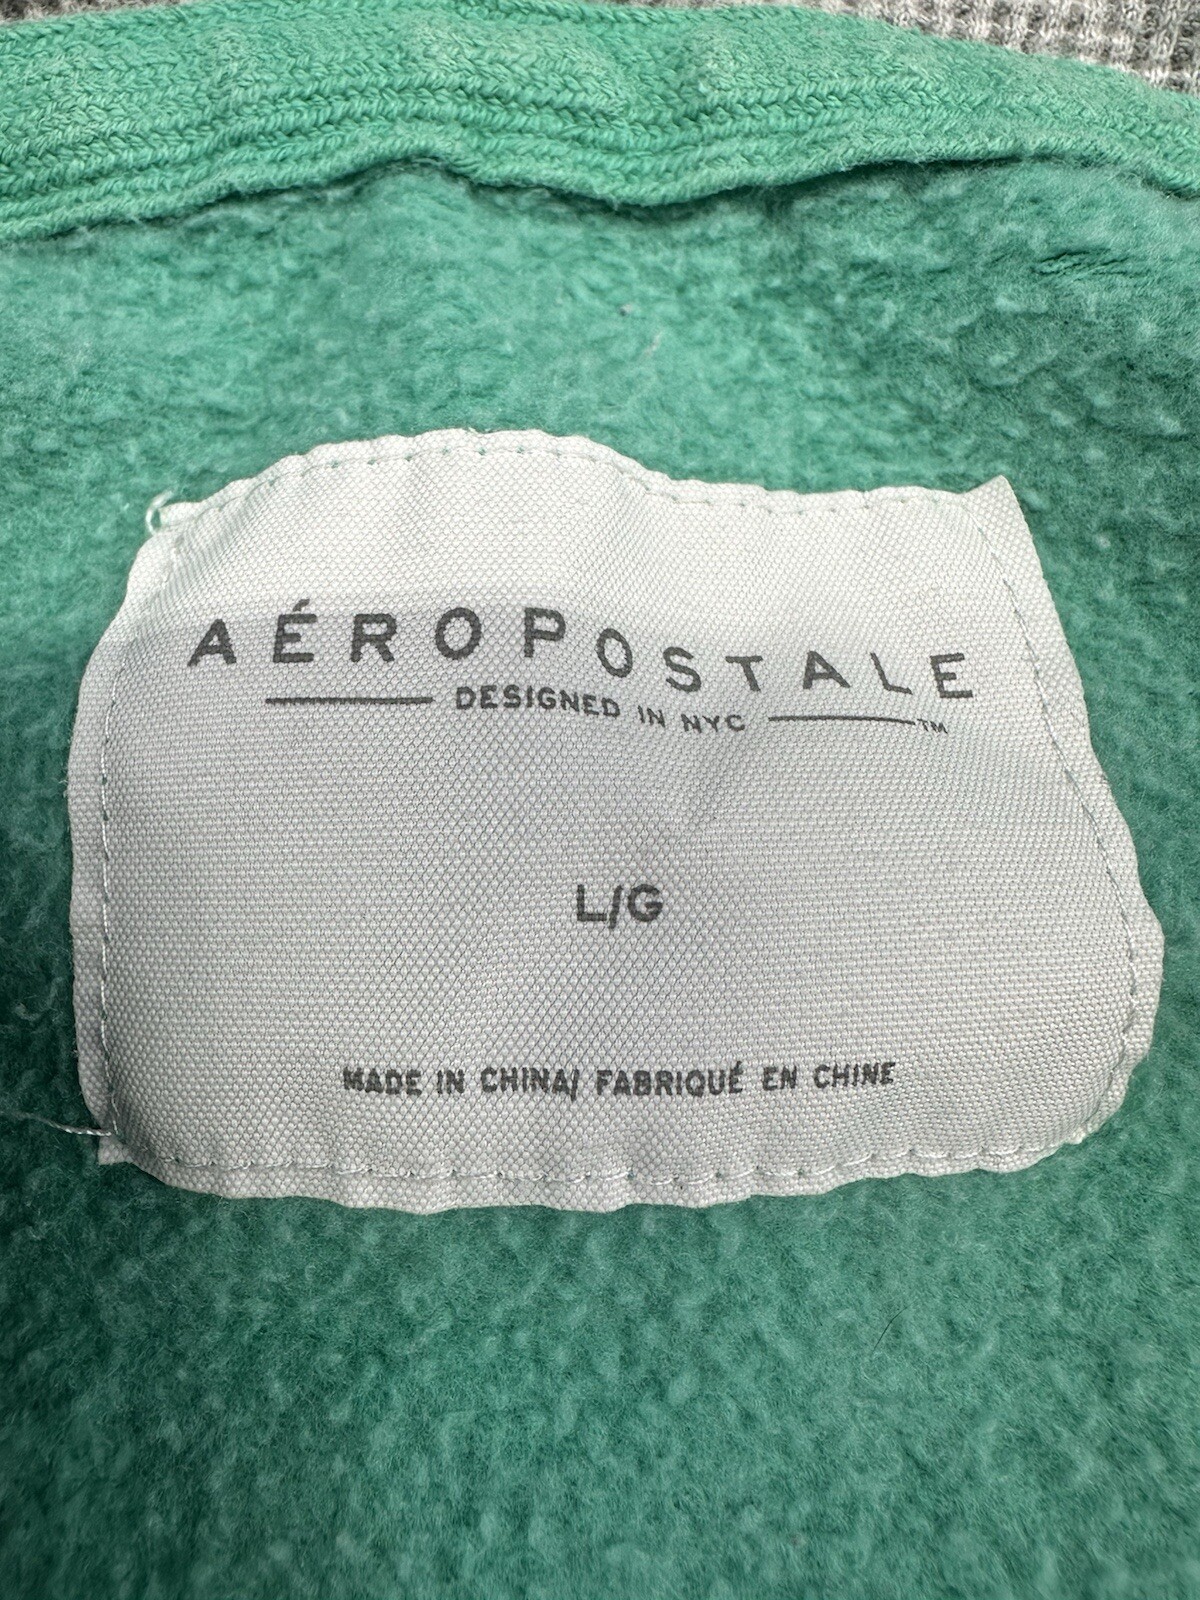 AÉROPOSTALE
DESIGNED IN NYC ™
L/G
MADE IN CHINA/ FABRIQUÉ EN CHINE